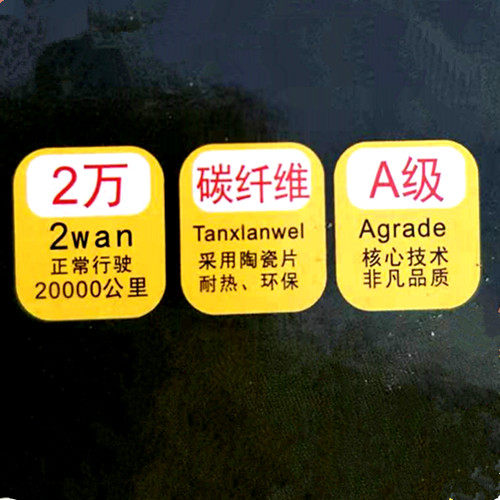 2万
2wan
正常行驶
20000公里
碳纤维
Tanxlanwel
采用陶瓷片
耐热、环保
A级
Agrade
核心技术
非凡品质